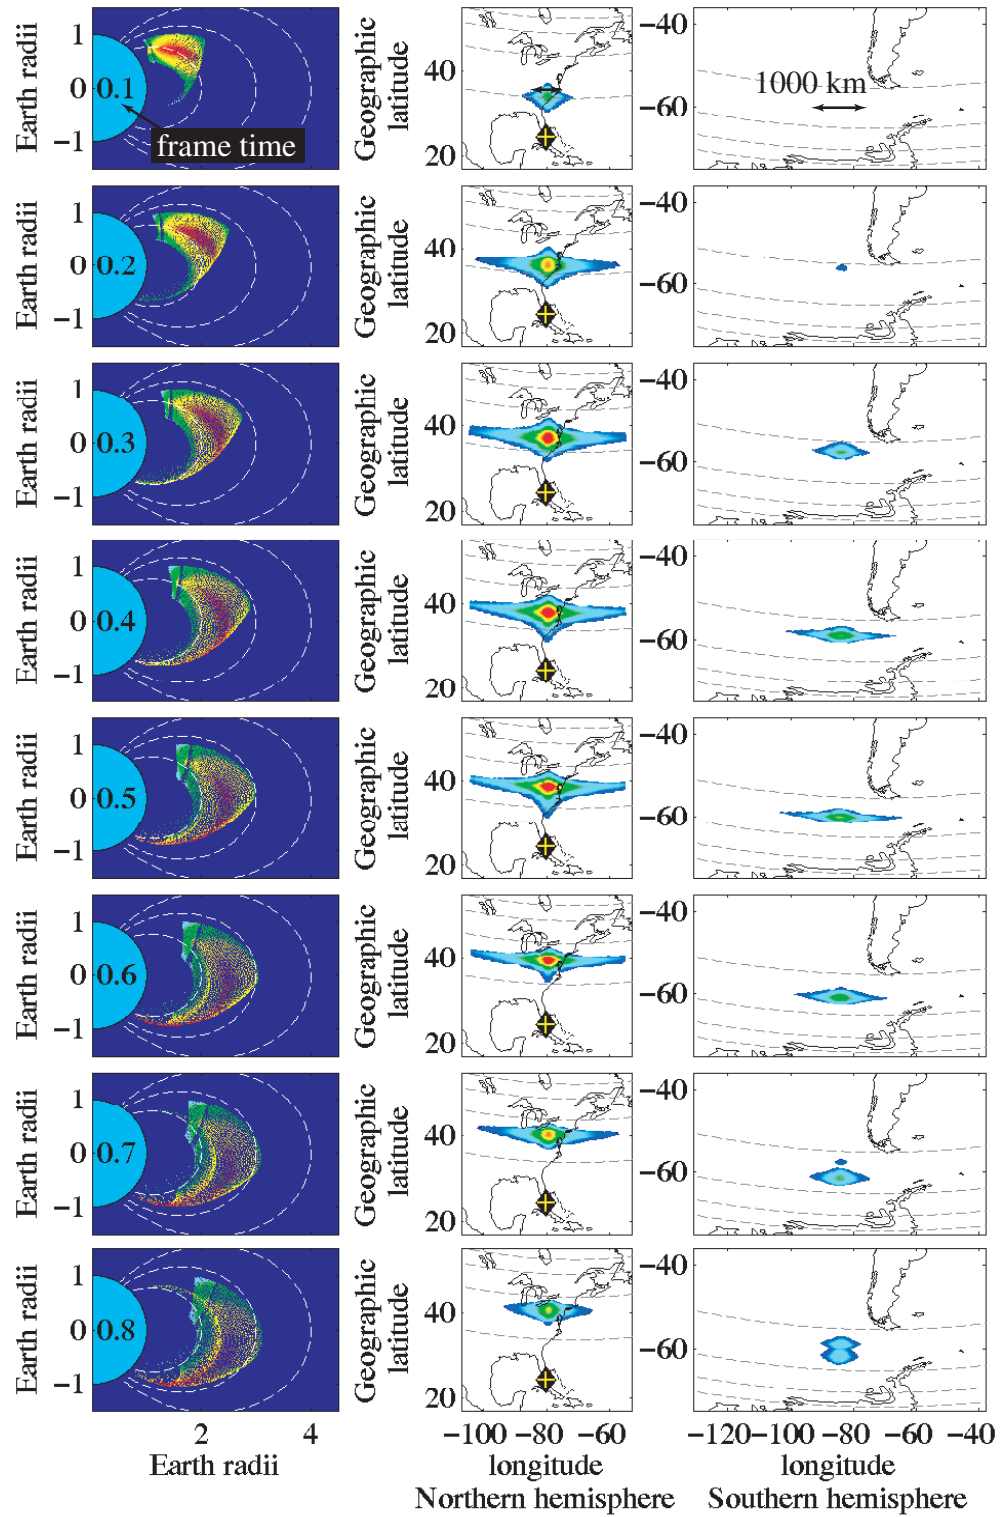 Earth radii
1
0
−1
0.1
frame time
Geographic
latitude
40
20
−40
−60
1000 km
Earth radii
1
0
−1
0.2
Geographic
latitude
40
20
−40
−60
Earth radii
1
0
−1
0.3
Geographic
latitude
40
20
−40
−60
Earth radii
1
0
−1
0.4
Geographic
latitude
40
20
−40
−60
Earth radii
1
0
−1
0.5
Geographic
latitude
40
20
−40
−60
Earth radii
1
0
−1
0.6
Geographic
latitude
40
20
−40
−60
Earth radii
1
0
−1
0.7
Geographic
latitude
40
20
−40
−60
Earth radii
1
0
−1
0.8
Geographic
latitude
40
20
−40
−60
2 4
Earth radii
−100 −80 −60
longitude
Northern hemisphere
−120 −100 −80 −60 −40
longitude
Southern hemisphere